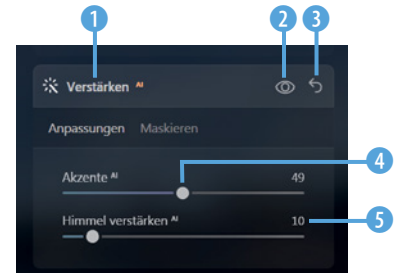 1 2 3
Verstärken AI
Anpassungen Maskieren
Akzente AI 49
4
Himmel verstärken AI 10 5